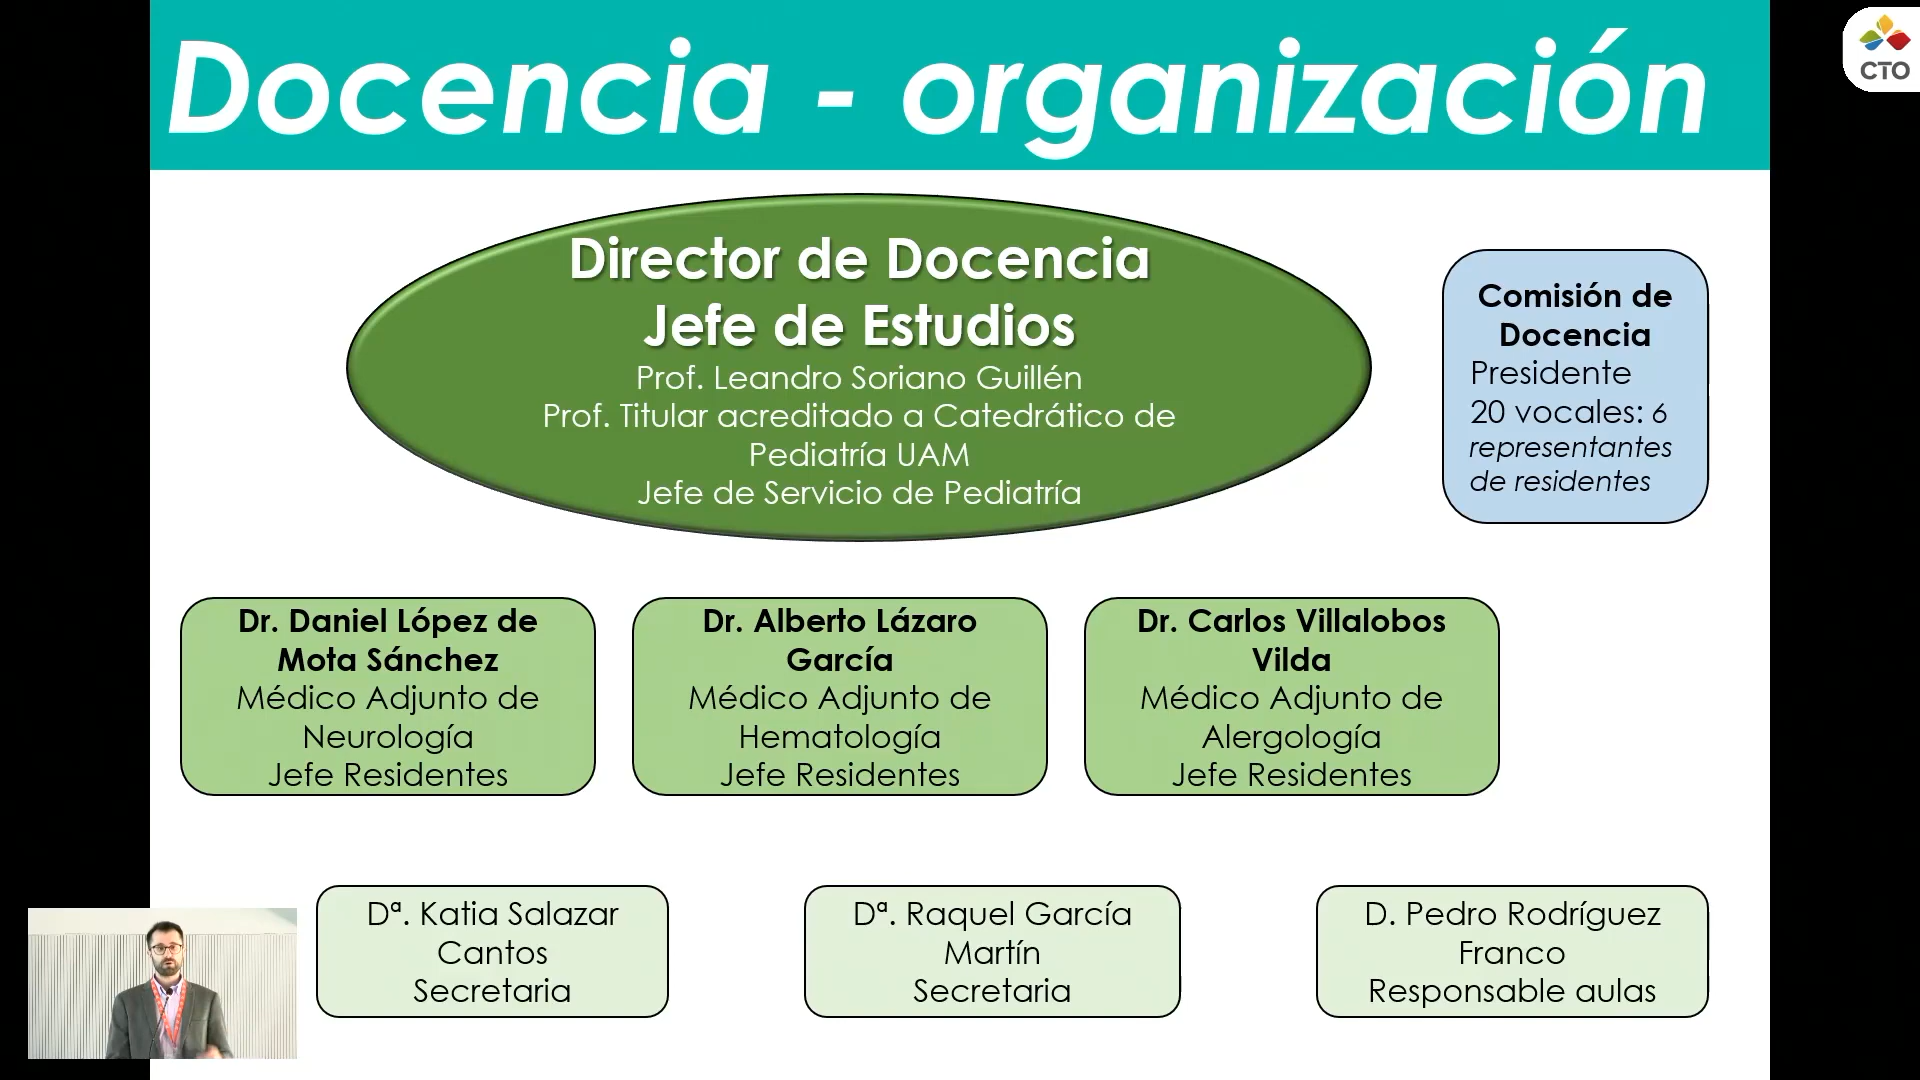 Docencia - organización
CTO
Director de Docencia
Jefe de Estudios
Prof. Leandro Soriano Guillén
Prof. Titular acreditado a Catedrático de
Pediatría UAM
Jefe de Servicio de Pediatría
Comisión de
Docencia
Presidente
20 vocales: 6
representantes
de residentes
Dr. Daniel López de
Mota Sánchez
Médico Adjunto de
Neurología
Jefe Residentes
Dr. Alberto Lázaro
García
Médico Adjunto de
Hematología
Jefe Residentes
Dr. Carlos Villalobos
Vilda
Médico Adjunto de
Alergología
Jefe Residentes
Dª. Katia Salazar
Cantos
Secretaria
Dª. Raquel García
Martín
Secretaria
D. Pedro Rodríguez
Franco
Responsable aulas